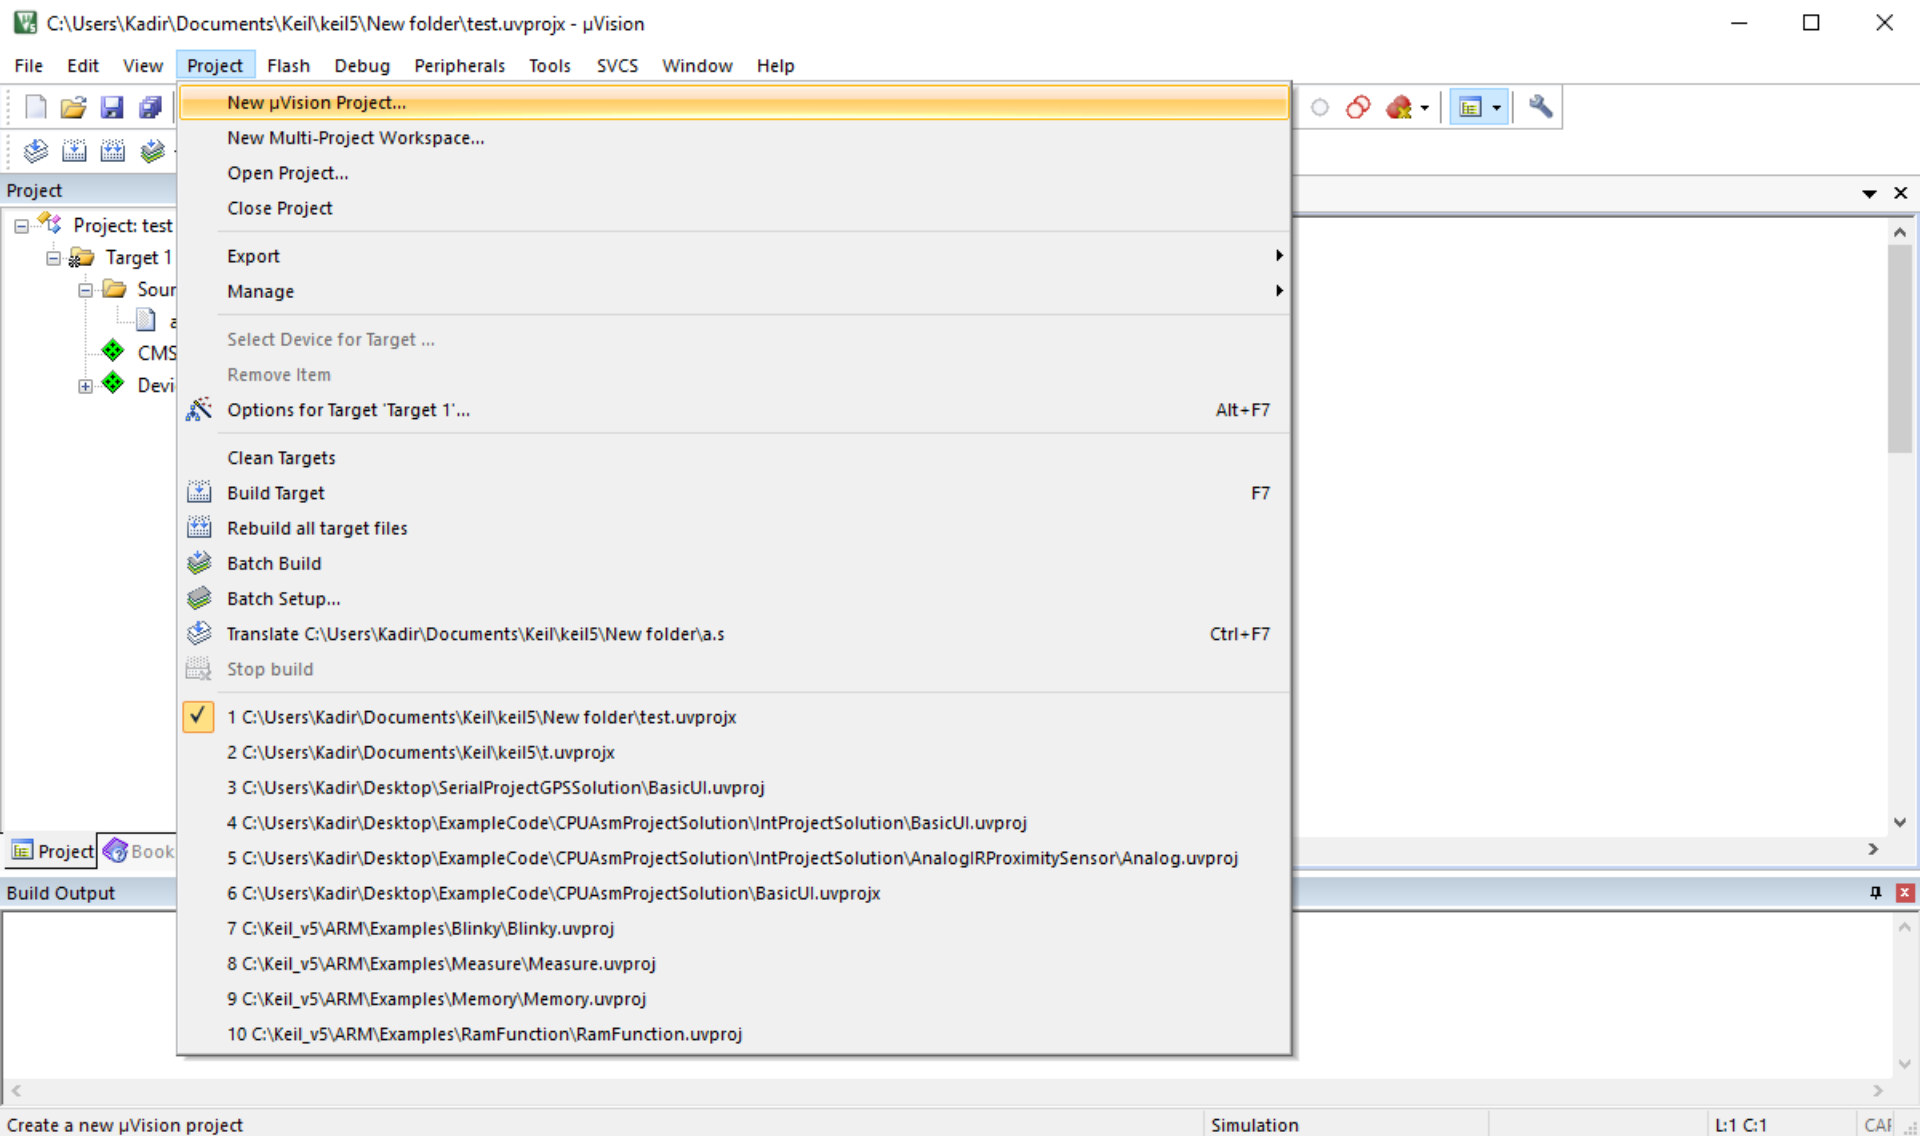 C:\Users\Kadir\Documents\Keil\keil5\New folder\test.uvprojx - µVision
File Edit View Project Flash Debug Peripherals Tools SVCS Window Help
New µVision Project...
New Multi-Project Workspace...
Open Project...
Close Project
Export
Manage
Select Device for Target ...
Remove Item
Options for Target 'Target 1'... Alt+F7
Clean Targets
Build Target F7
Rebuild all target files
Batch Build
Batch Setup...
Translate C:\Users\Kadir\Documents\Keil\keil5\New folder\a.s Ctrl+F7
Stop build
1 C:\Users\Kadir\Documents\Keil\keil5\New folder\test.uvprojx
2 C:\Users\Kadir\Documents\Keil\keil5\t.uvprojx
3 C:\Users\Kadir\Desktop\SerialProjectGPSSolution\BasicUI.uvproj
4 C:\Users\Kadir\Desktop\ExampleCode\CPUAsmProjectSolution\IntProjectSolution\BasicUI.uvproj
5 C:\Users\Kadir\Desktop\ExampleCode\CPUAsmProjectSolution\IntProjectSolution\AnalogIRProximitySensor\Analog.uvproj
6 C:\Users\Kadir\Desktop\ExampleCode\CPUAsmProjectSolution\BasicUI.uvprojx
7 C:\Keil_v5\ARM\Examples\Blinky\Blinky.uvproj
8 C:\Keil_v5\ARM\Examples\Measure\Measure.uvproj
9 C:\Keil_v5\ARM\Examples\Memory\Memory.uvproj
10 C:\Keil_v5\ARM\Examples\RamFunction\RamFunction.uvproj
Project
Project: test
Target 1
Sour
CMS
Devi
Project Book
Build Output
Create a new µVision project Simulation L:1 C:1 CAP